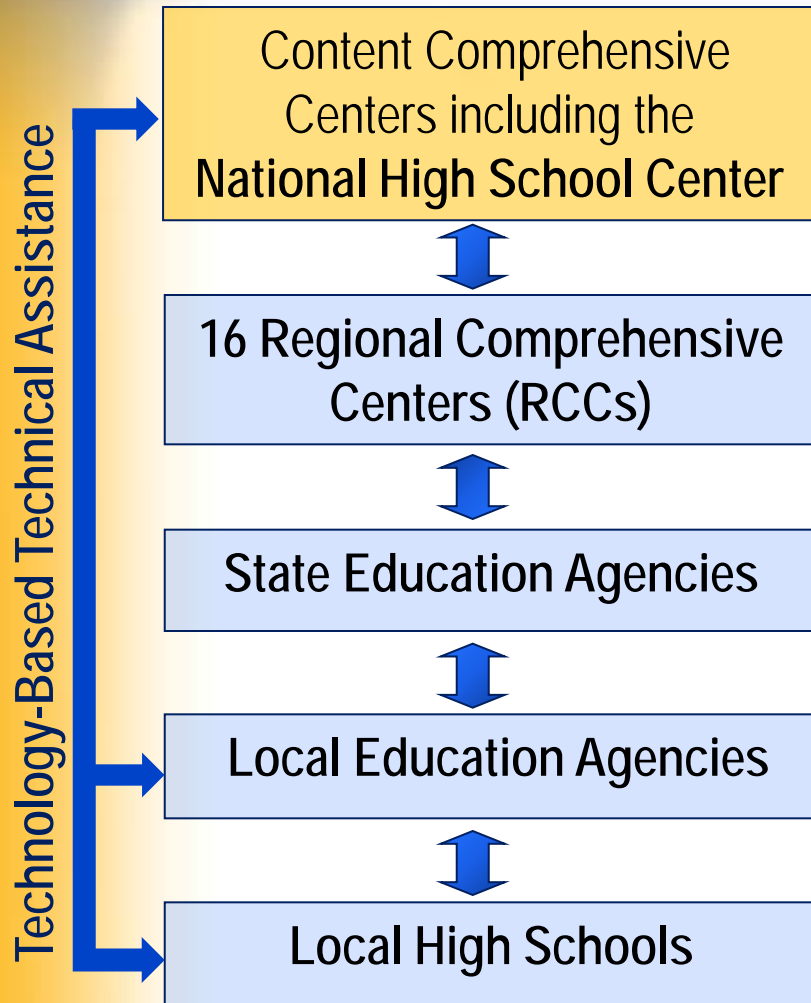 Technology-Based Technical Assistance
Content Comprehensive
Centers including the
National High School Center
16 Regional Comprehensive
Centers (RCCs)
State Education Agencies
Local Education Agencies
Local High Schools